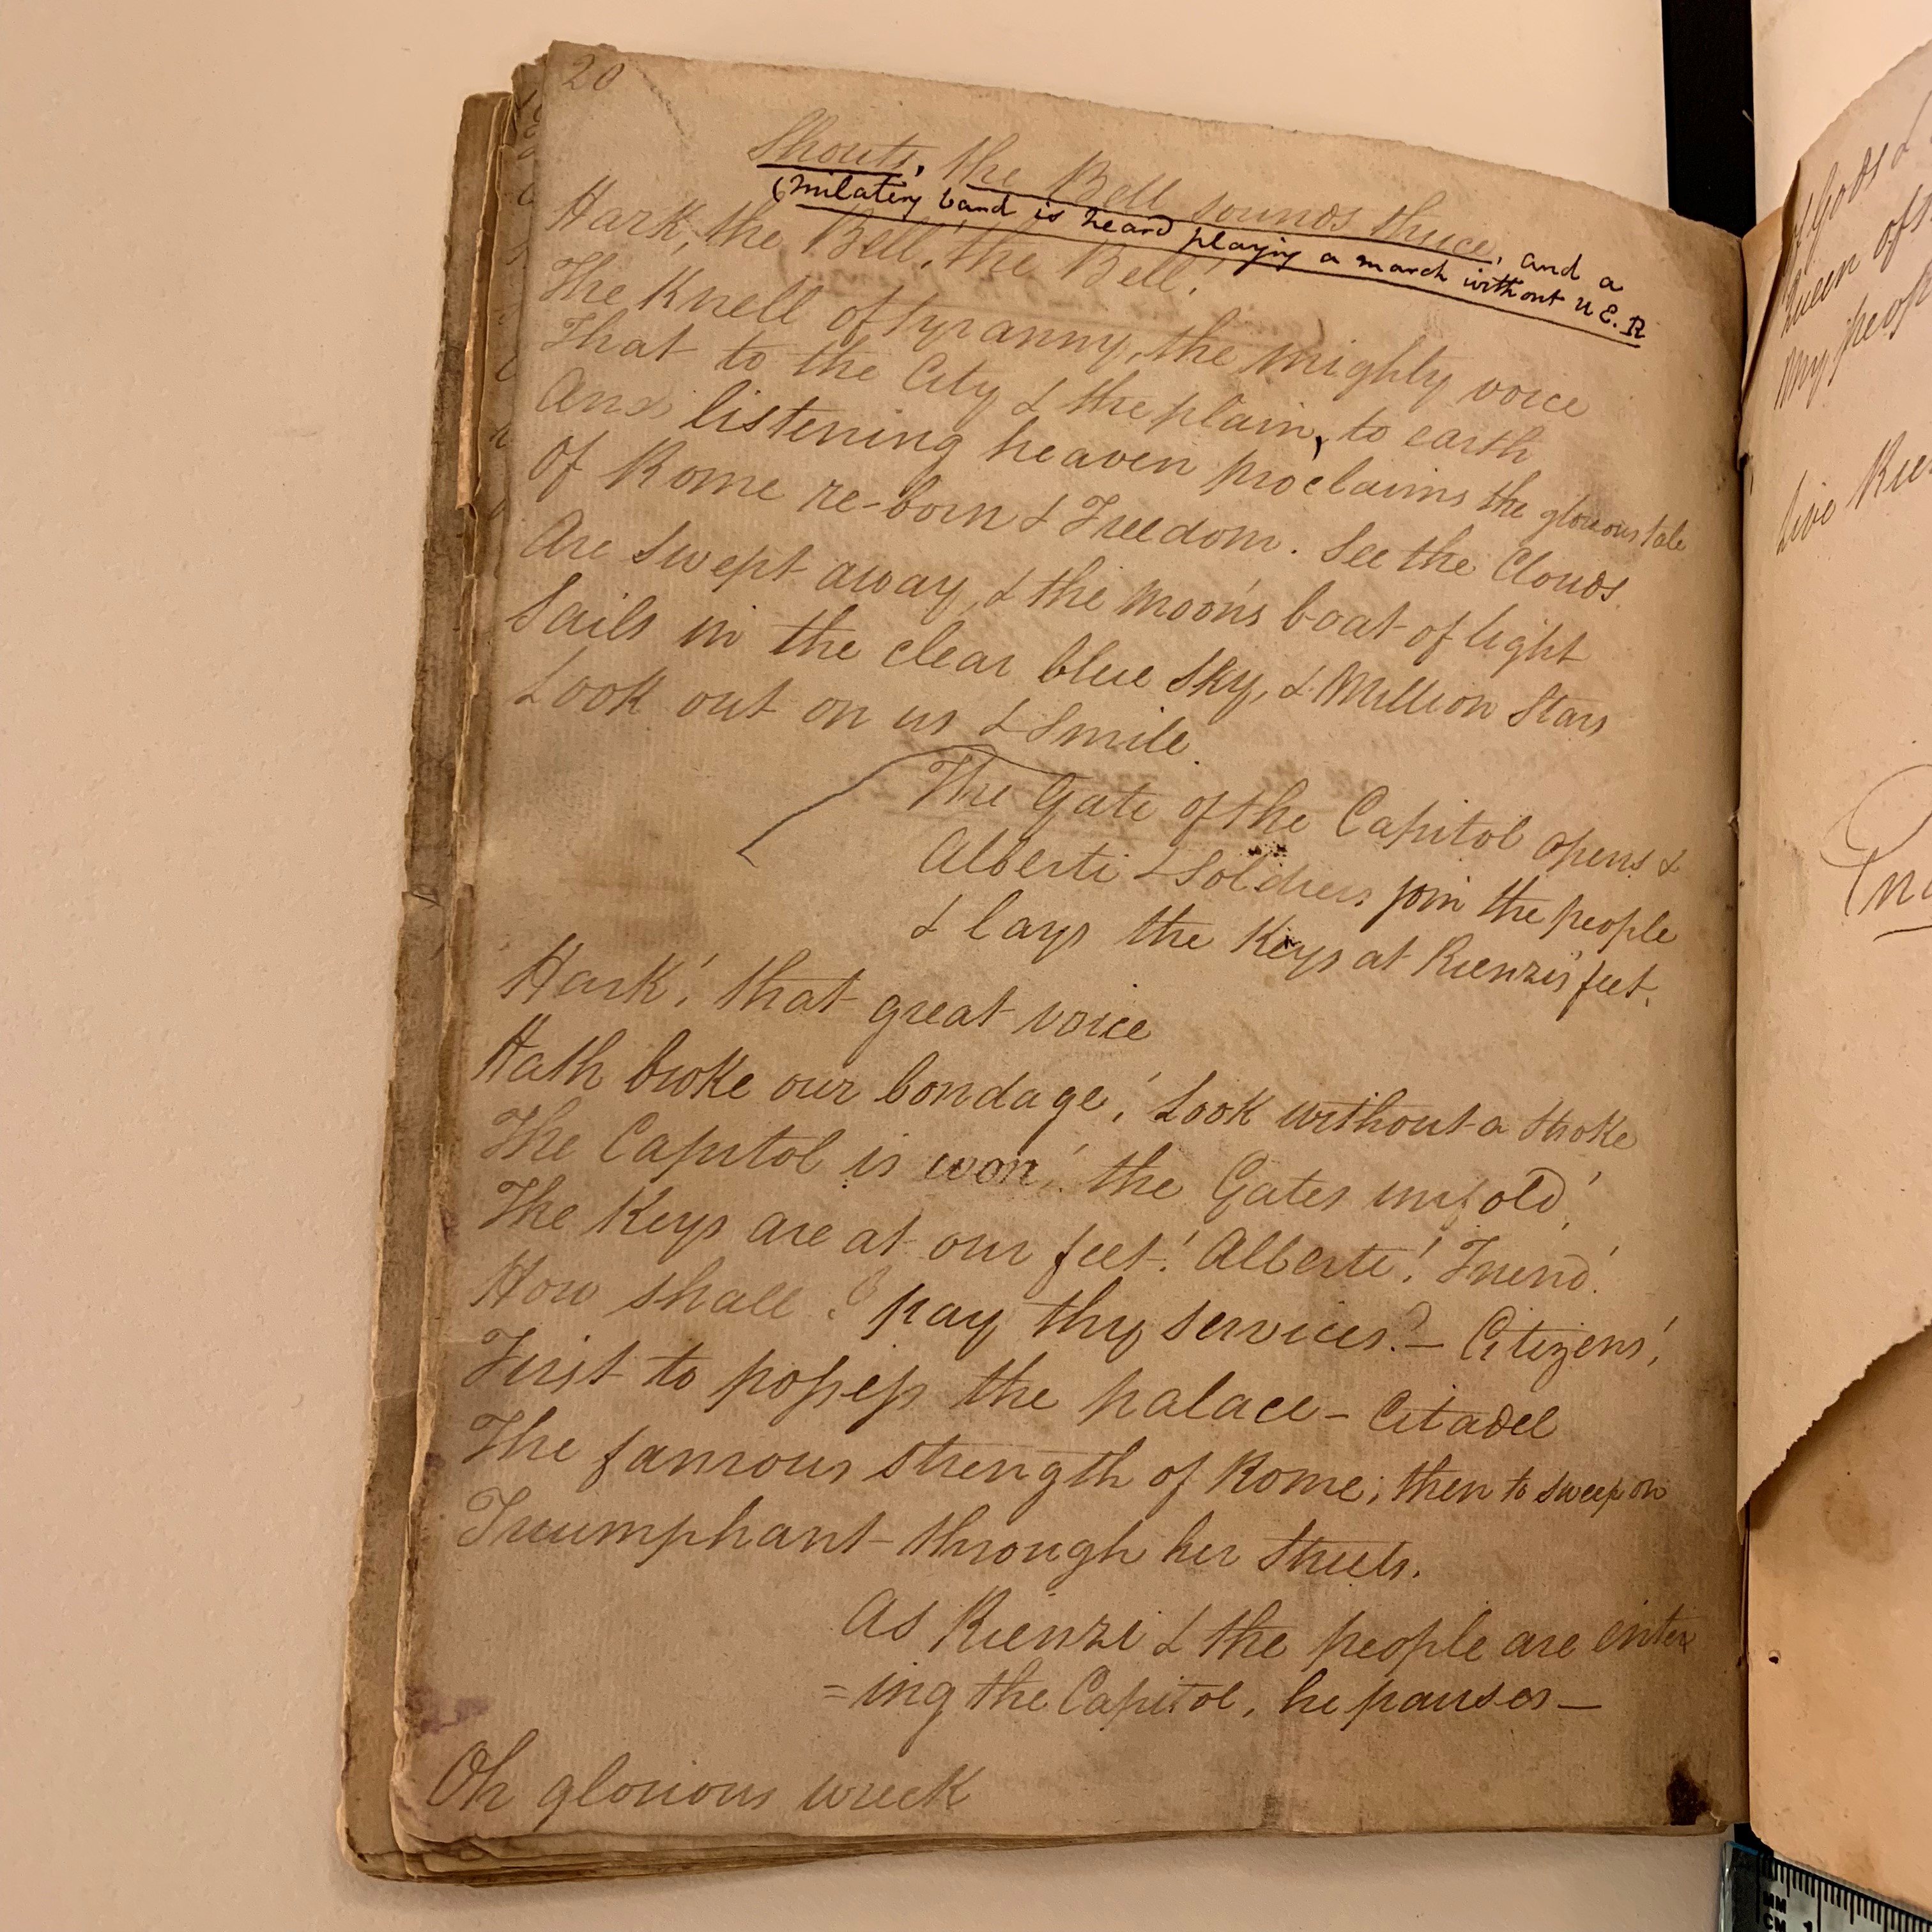 20
Shouts, the Bell sounds thrice, and a
(milatery band is heard playing a march without U.E.R
Hark, the Bell, the Bell!
The Knell of tyranny, the mighty voice
That to the City & the plain, to earth
And listening heaven proclaims the glorious tale
Of Rome re-born & Freedom. See the Clouds
Are swept away, & the moon's boat of light
Sails in the clear blue sky, & Million Stars
Look out on us & smile.
The Gate of the Capitol opens &
Alberti & Soldiers join the people
& lays the Keys at Rienzi's feet.
Hark! that great voice
Hath broke our bondage! Look without a stroke
The Capitol is won! the Gates unfold!
The Keys are at our feet! Alberti! Friend!
How shall I pay thy services? — Citizens!
First to possess the palace - Citadel
The famous strength of Rome; then to sweep on
Triumphant through her streets.
As Rienzi & the people are enter
=ing the Capitol, he pauses —
Oh glorious wreck
of Gods &
Queen of
My peop
Live Rie